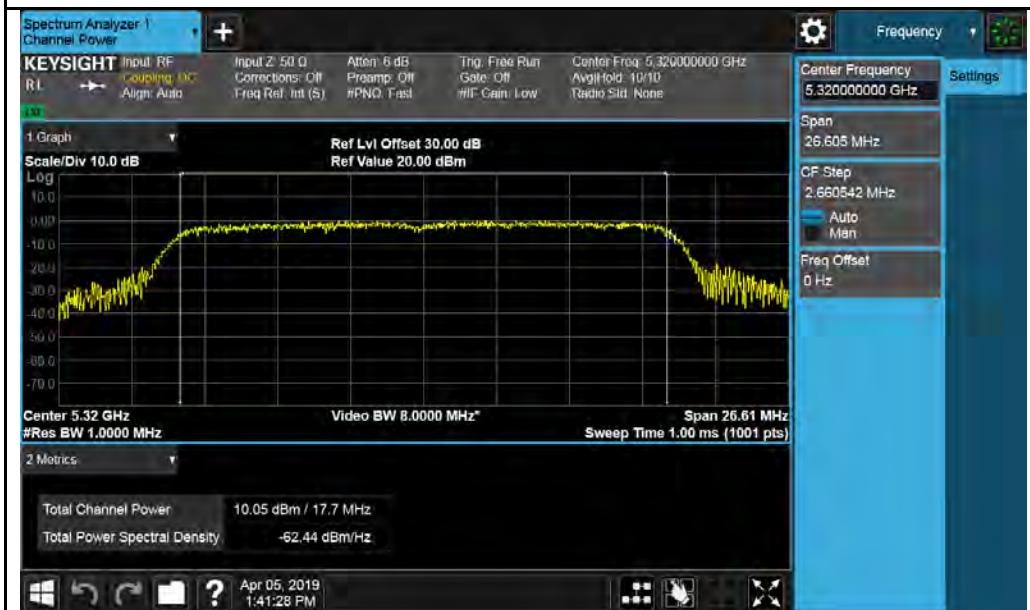 Spectrum Analyzer 1
Channel Power
+
Frequency
KEYSIGHT
Input: RF
Coupling: DC
Align: Auto
Input Z: 50 Ω
Corrections: Off
Freq Ref: Int (S)
Atten: 6 dB
Preamp: Off
#PNO: Fast
Trig: Free Run
Gate: Off
#IF Gain: Low
Center Freq: 5.320000000 GHz
Avg|Hold: 10/10
Radio Std: None
Center Frequency
5.320000000 GHz
Settings
Span
26.605 MHz
CF Step
2.660542 MHz
Auto
Man
Freq Offset
0 Hz
1 Graph
Scale/Div 10.0 dB
Ref Lvl Offset 30.00 dB
Ref Value 20.00 dBm
Log
10.0
0.00
-10.0
-20.0
-30.0
-40.0
-50.0
-60.0
-70.0
Center 5.32 GHz
#Res BW 1.0000 MHz
Video BW 8.0000 MHz*
Span 26.61 MHz
Sweep Time 1.00 ms (1001 pts)
2 Metrics
Total Channel Power
10.05 dBm / 17.7 MHz
Total Power Spectral Density
-62.44 dBm/Hz
?
Apr 05, 2019
1:41:28 PM